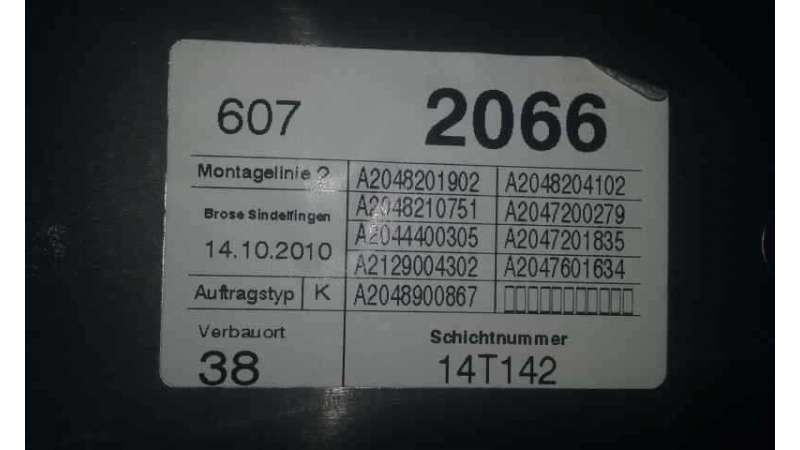 607 2066
Montagelinie 2 A2048201902 A2048204102
Brose Sindelfingen A2048210751 A2047200279
14.10.2010 A2044400305 A2047201835
A2129004302 A2047601634
Auftragstyp K A2048900867 ▯▯▯▯▯▯▯▯▯▯▯
Verbauort Schichtnummer
38 14T142